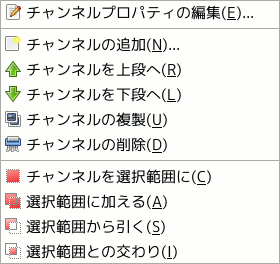 チャンネルプロパティの編集(E)...
チャンネルの追加(N)...
チャンネルを上段へ(R)
チャンネルを下段へ(L)
チャンネルの複製(U)
チャンネルの削除(D)
チャンネルを選択範囲に(C)
選択範囲に加える(A)
選択範囲から引く(S)
選択範囲との交わり(I)